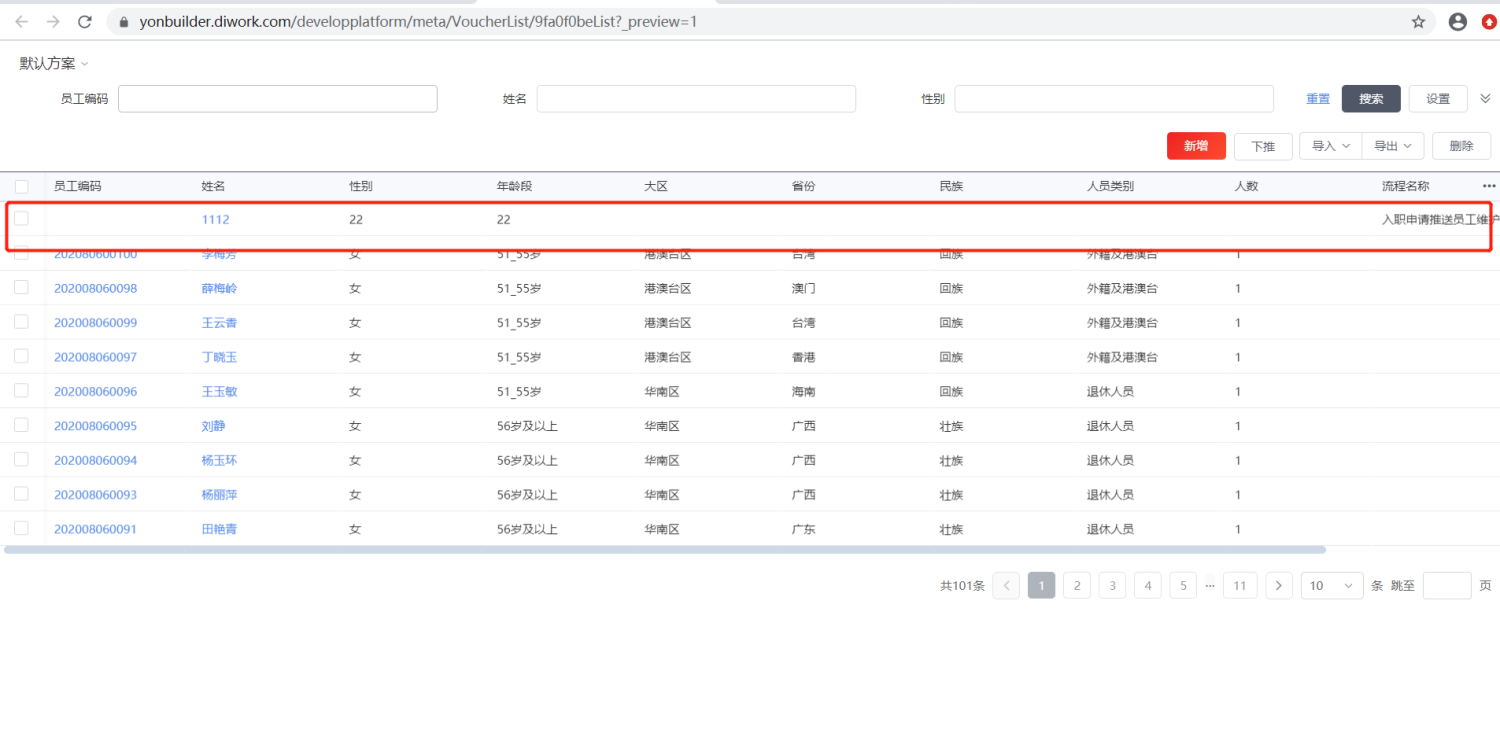 yonbuilder.diwork.com/developplatform/meta/VoucherList/9fa0f0beList?_preview=1
默认方案
员工编码 姓名 性别 重置 搜索 设置
新增 下推 导入 导出 删除
员工编码 姓名 性别 年龄段 大区 省份 民族 人员类别 人数 流程名称 •••
1112 22 22 入职申请推送员工维护
202080600100 李梅芳 女 51_55岁 港澳台区 台湾 回族 外籍及港澳台 1
202008060098 薛梅岭 女 51_55岁 港澳台区 澳门 回族 外籍及港澳台 1
202008060099 王云香 女 51_55岁 港澳台区 台湾 回族 外籍及港澳台 1
202008060097 丁晓玉 女 51_55岁 港澳台区 香港 回族 外籍及港澳台 1
202008060096 王玉敏 女 51_55岁 华南区 海南 回族 退休人员 1
202008060095 刘静 女 56岁及以上 华南区 广西 壮族 退休人员 1
202008060094 杨玉环 女 56岁及以上 华南区 广西 壮族 退休人员 1
202008060093 杨丽萍 女 56岁及以上 华南区 广西 壮族 退休人员 1
202008060091 田艳青 女 56岁及以上 华南区 广东 壮族 退休人员 1
共101条 1 2 3 4 5 ••• 11 10 条 跳至 页